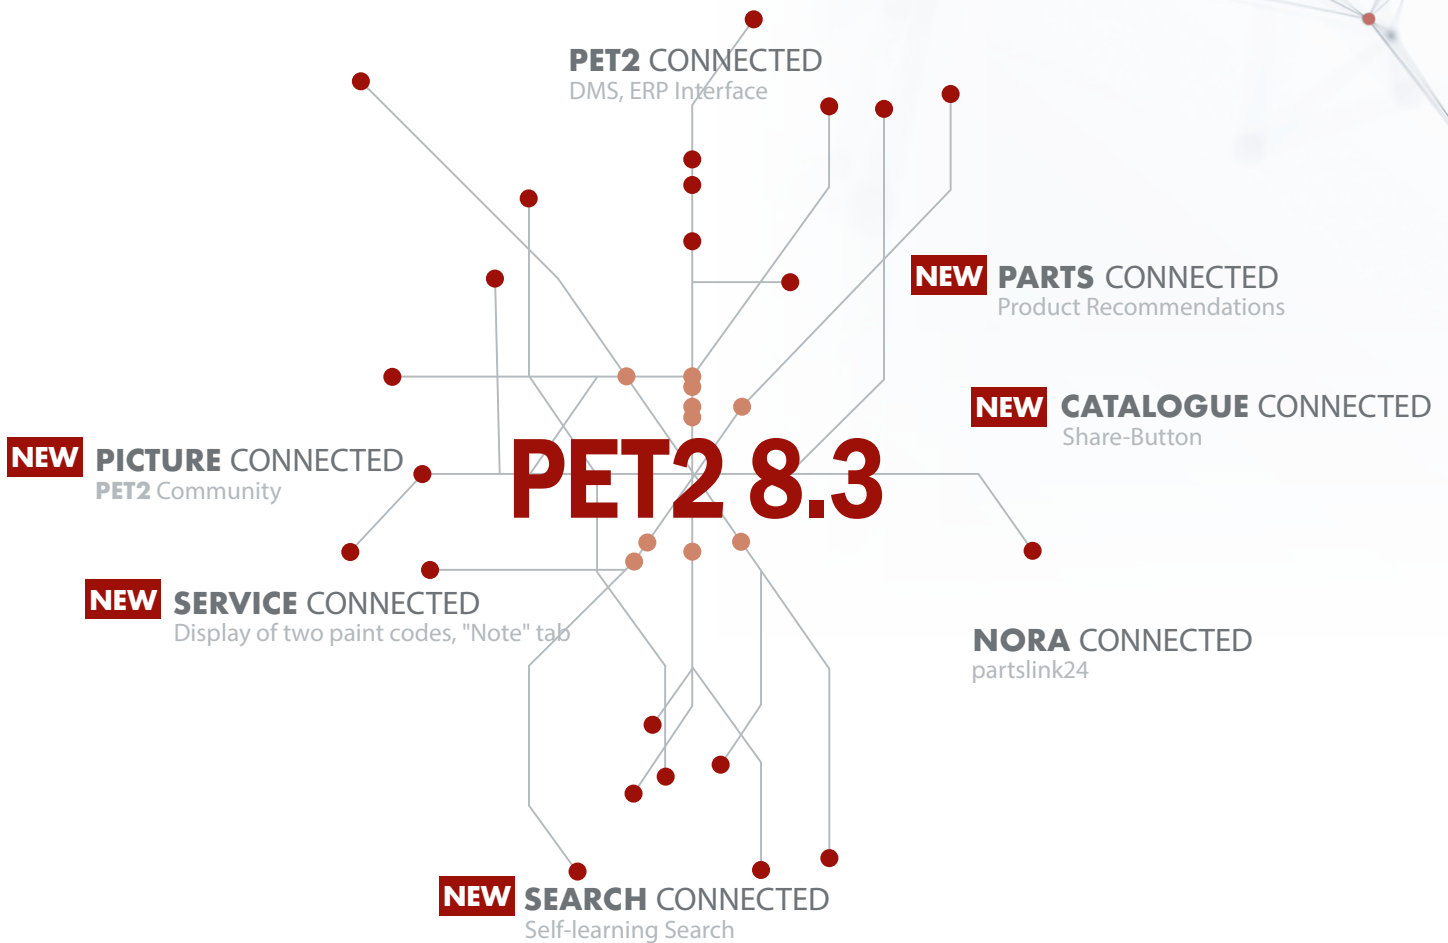 PET2 CONNECTED
DMS, ERP Interface
NEW PARTS CONNECTED
Product Recommendations
NEW CATALOGUE CONNECTED
Share-Button
NEW PICTURE CONNECTED
PET2 Community
PET2 8.3
NEW SERVICE CONNECTED
Display of two paint codes, "Note" tab
NORA CONNECTED
partslink24
NEW SEARCH CONNECTED
Self-learning Search